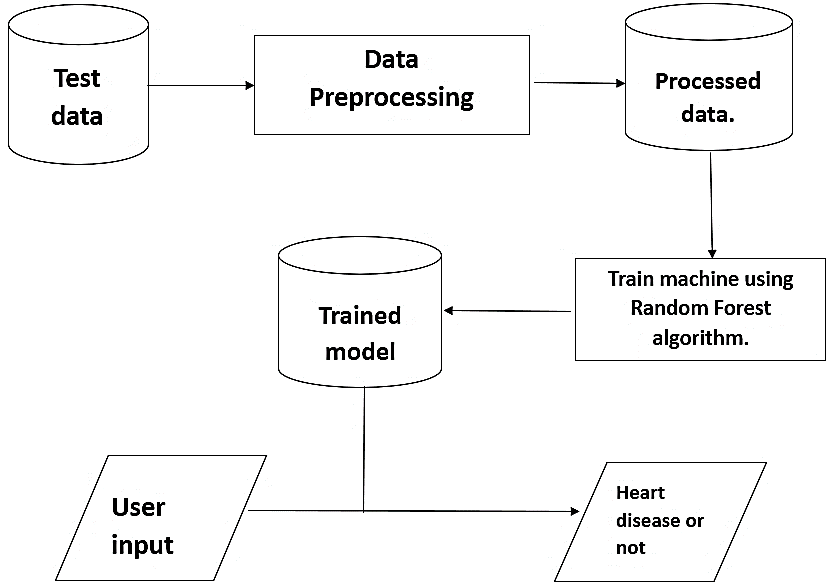 Test
data
Data
Preprocessing
Processed
data.
Train machine using
Random Forest
algorithm.
Trained
model
User
input
Heart
disease or
not